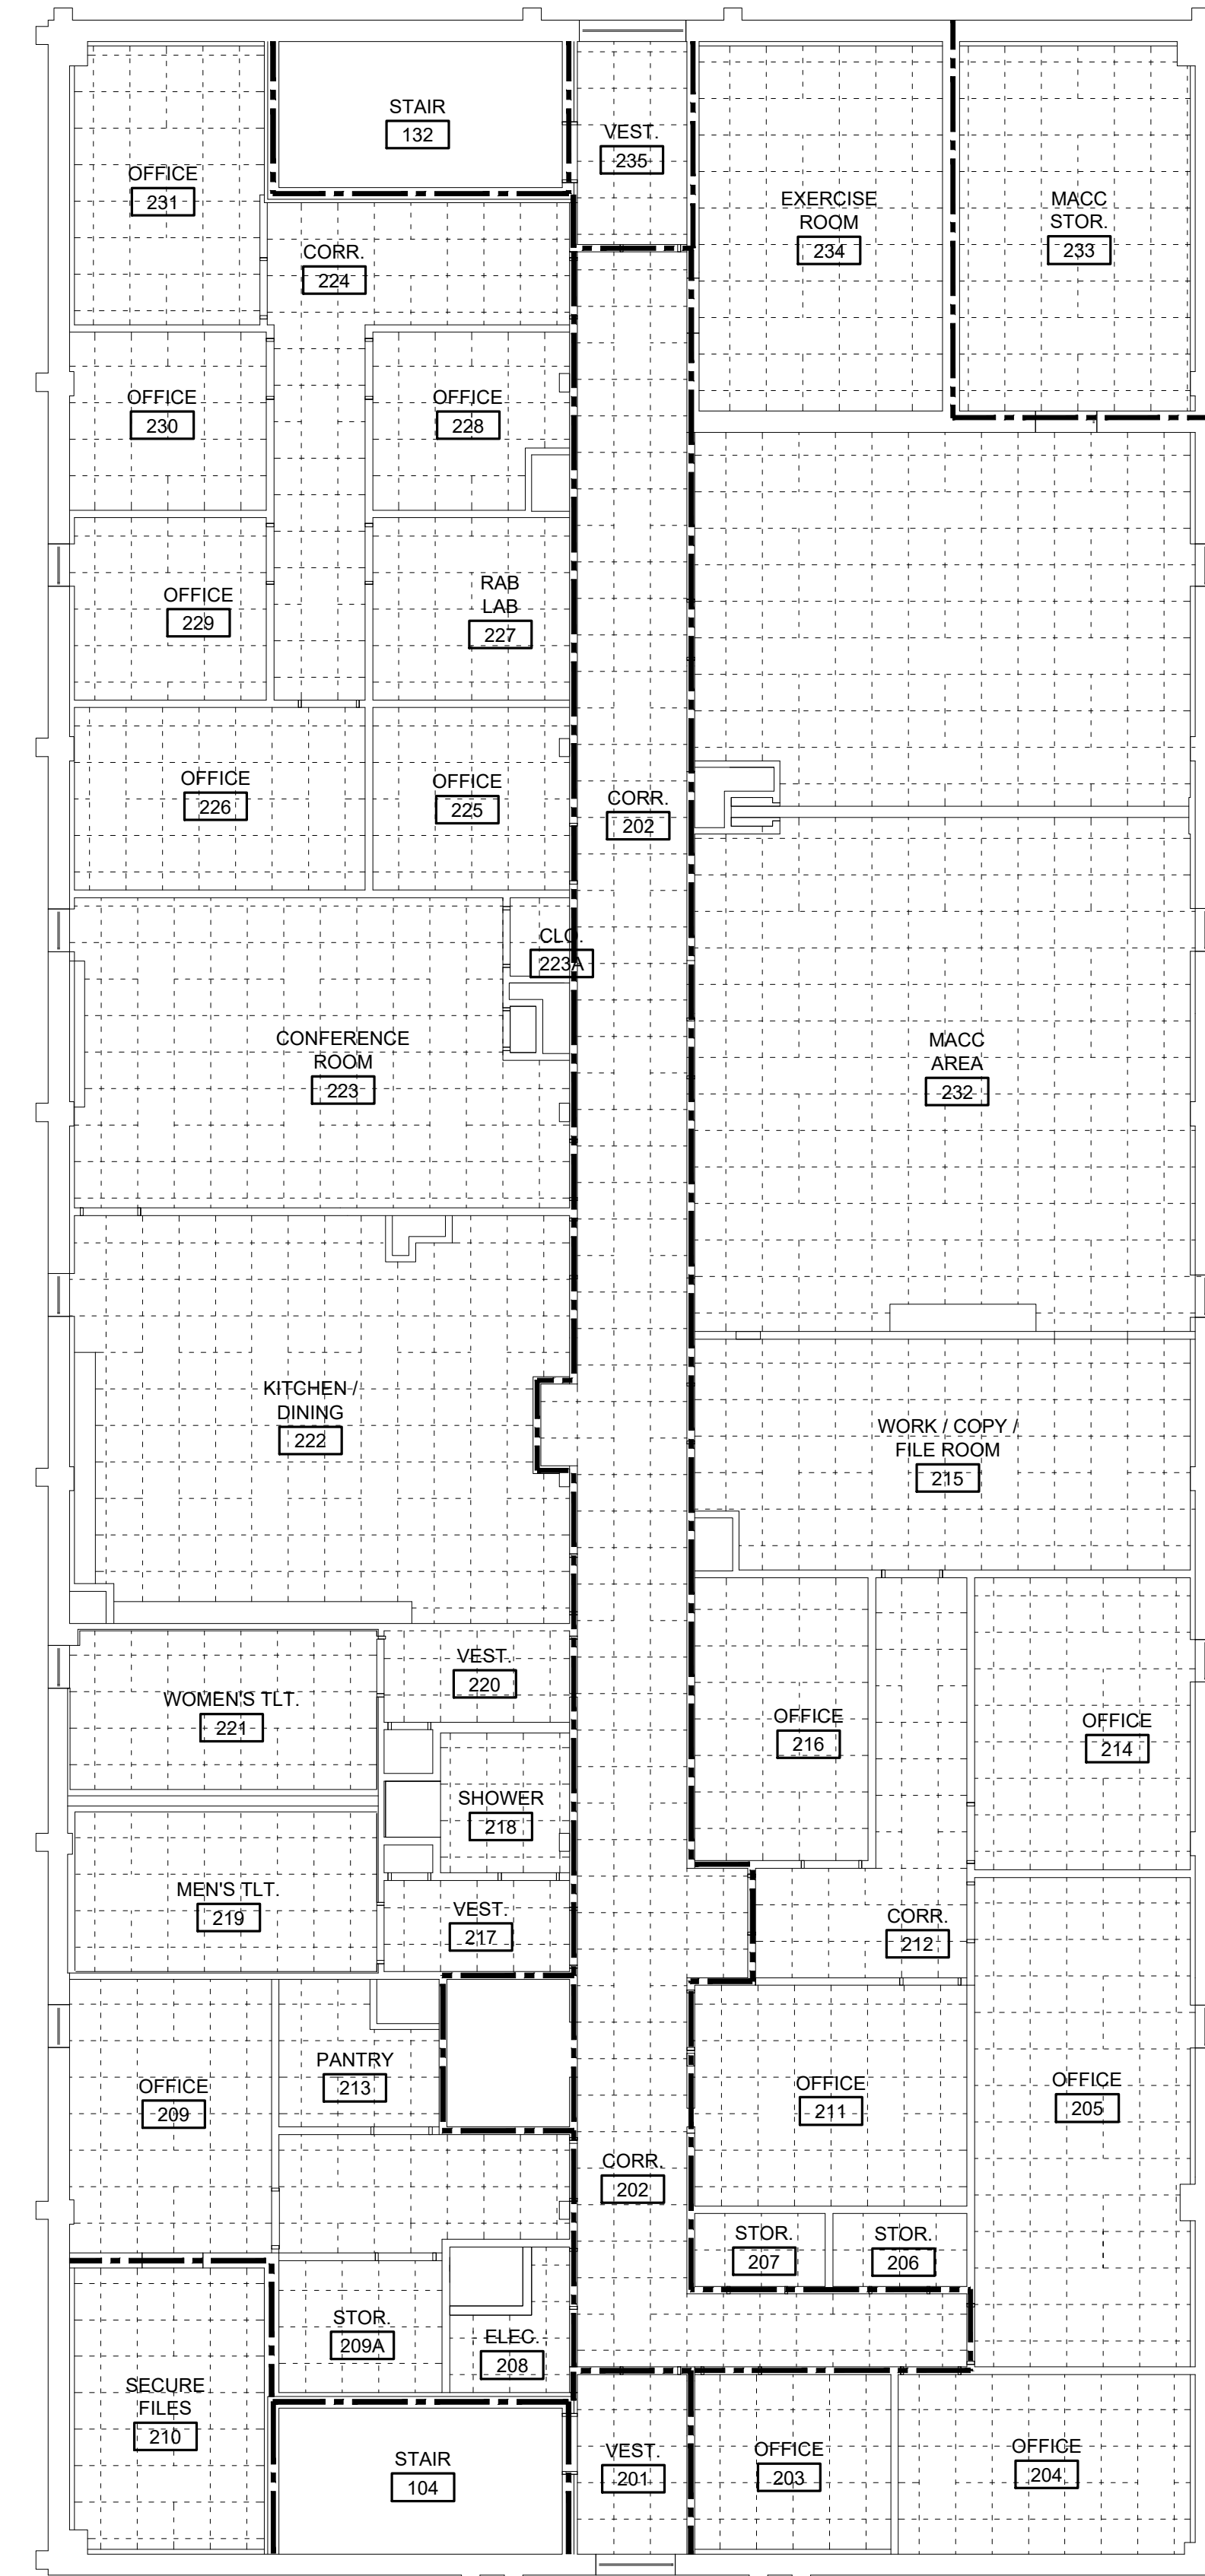 STAIR
132
VEST.
235
OFFICE
231
EXERCISE
ROOM
234
MACC
STOR.
233
CORR.
224
OFFICE
230
OFFICE
228
OFFICE
229
RAB
LAB
227
OFFICE
226
OFFICE
225
CORR.
202
CLO.
223A
CONFERENCE
ROOM
223
MACC
AREA
232
KITCHEN /
DINING
222
WORK / COPY /
FILE ROOM
215
VEST.
220
WOMEN'S TLT.
221
OFFICE
216
OFFICE
214
SHOWER
218
MEN'S TLT.
219
VEST.
217
CORR.
212
PANTRY
213
OFFICE
209
OFFICE
211
OFFICE
205
CORR.
202
STOR.
207
STOR.
206
STOR.
209A
ELEC.
208
SECURE
FILES
210
STAIR
104
VEST.
201
OFFICE
203
OFFICE
204